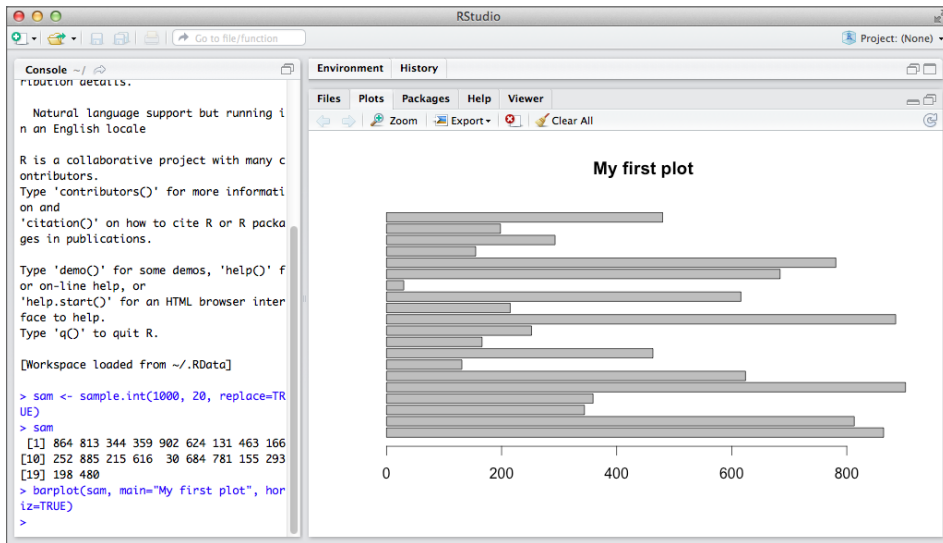 RStudio
Go to file/function
Project: (None)
Console ~/
ribution details.
Natural language support but running i
n an English locale
R is a collaborative project with many c
ontributors.
Type 'contributors()' for more informati
on and
'citation()' on how to cite R or R packa
ges in publications.
Type 'demo()' for some demos, 'help()' f
or on-line help, or
'help.start()' for an HTML browser inter
face to help.
Type 'q()' to quit R.
[Workspace loaded from ~/.RData]
> sam <- sample.int(1000, 20, replace=TR
UE)
> sam
[1] 864 813 344 359 902 624 131 463 166
[10] 252 885 215 616 30 684 781 155 293
[19] 198 480
> barplot(sam, main="My first plot", hor
iz=TRUE)
>
Environment History
Files Plots Packages Help Viewer
Zoom Export Clear All
My first plot
0 200 400 600 800